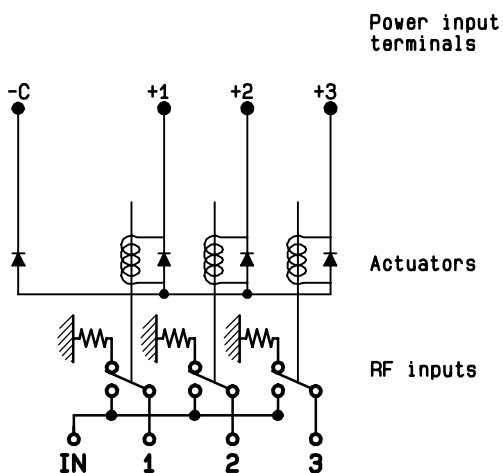 Power input
terminals
-C +1 +2 +3
Actuators
RF inputs
IN 1 2 3